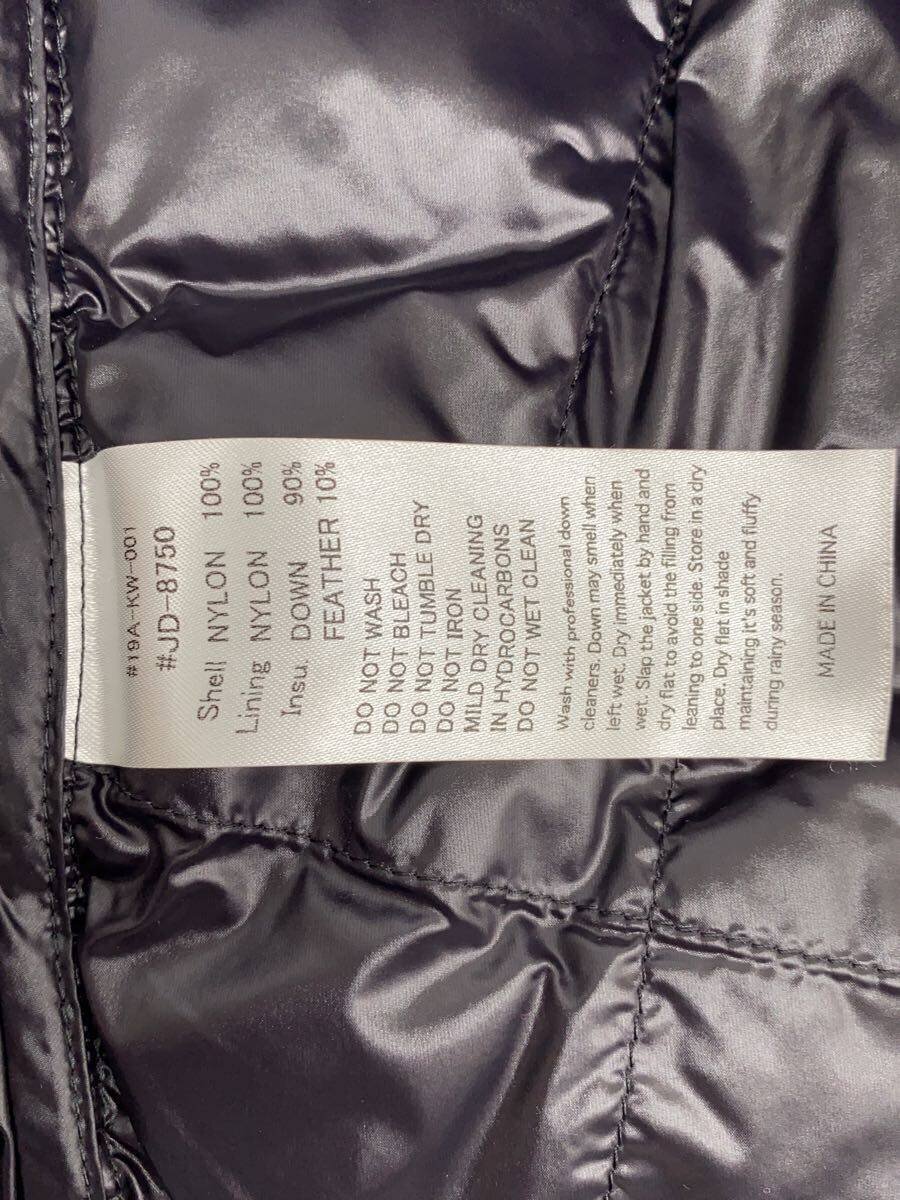 #19A-KW-001
#JD-8750
Shell NYLON 100%
Lining NYLON 100%
Insu. DOWN 90%
FEATHER 10%
DO NOT WASH
DO NOT BLEACH
DO NOT TUMBLE DRY
DO NOT IRON
MILD DRY CLEANING
IN HYDROCARBONS
DO NOT WET CLEAN
Wash with professional down
cleaners. Down may smell when
left wet. Dry immediately when
wet. Slap the jacket by hand and
dry flat to avoid the filling from
leaning to one side. Store in a dry
place. Dry flat in shade
maintaining it's soft and fluffy
during rainy season.
MADE IN CHINA